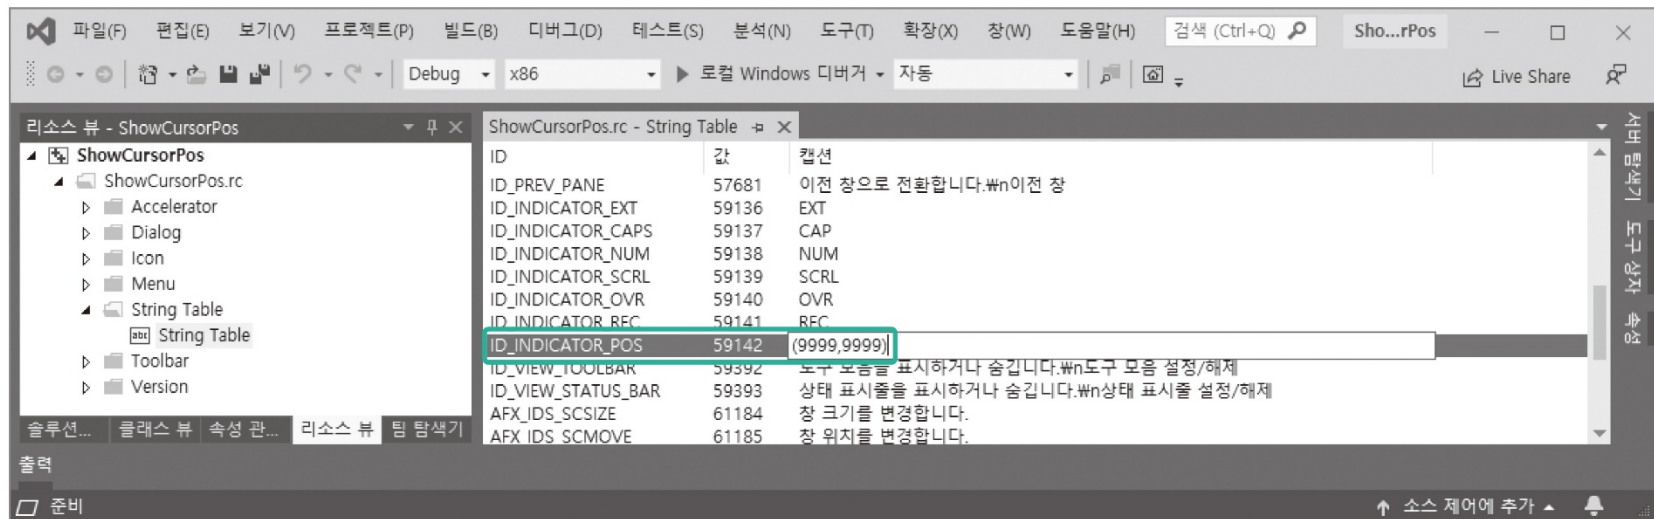 파일(F) 편집(E) 보기(V) 프로젝트(P) 빌드(B) 디버그(D) 테스트(S) 분석(N) 도구(T) 확장(X) 창(W) 도움말(H) 검색 (Ctrl+Q) Sho...rPos
Debug x86 로컬 Windows 디버거 자동 Live Share
리소스 뷰 - ShowCursorPos
ShowCursorPos
ShowCursorPos.rc
Accelerator
Dialog
Icon
Menu
String Table
abc String Table
Toolbar
Version
솔루션... 클래스 뷰 속성 관... 리소스 뷰 팀 탐색기
ShowCursorPos.rc - String Table
ID 값 캡션
ID_PREV_PANE 57681 이전 창으로 전환합니다.₩n이전 창
ID_INDICATOR_EXT 59136 EXT
ID_INDICATOR_CAPS 59137 CAP
ID_INDICATOR_NUM 59138 NUM
ID_INDICATOR_SCRL 59139 SCRL
ID_INDICATOR_OVR 59140 OVR
ID_INDICATOR_REC 59141 REC
ID_INDICATOR_POS 59142 (9999,9999)
ID_VIEW_TOOLBAR 59392 도구 모음을 표시하거나 숨깁니다.₩n도구 모음 설정/해제
ID_VIEW_STATUS_BAR 59393 상태 표시줄을 표시하거나 숨깁니다.₩n상태 표시줄 설정/해제
AFX_IDS_SCSIZE 61184 창 크기를 변경합니다.
AFX_IDS_SCMOVE 61185 창 위치를 변경합니다.
서버 탐색기
도구 상자
속성
출력
준비 소스 제어에 추가